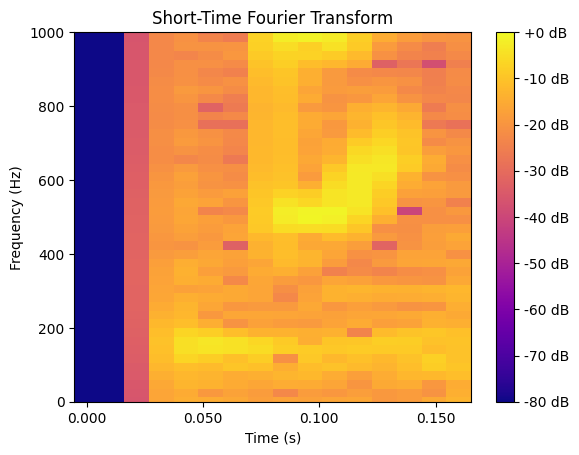 Short-Time Fourier Transform
Frequency (Hz)
1000
800
600
400
200
0
0.000
0.050
0.100
0.150
Time (s)
+0 dB
-10 dB
-20 dB
-30 dB
-40 dB
-50 dB
-60 dB
-70 dB
-80 dB